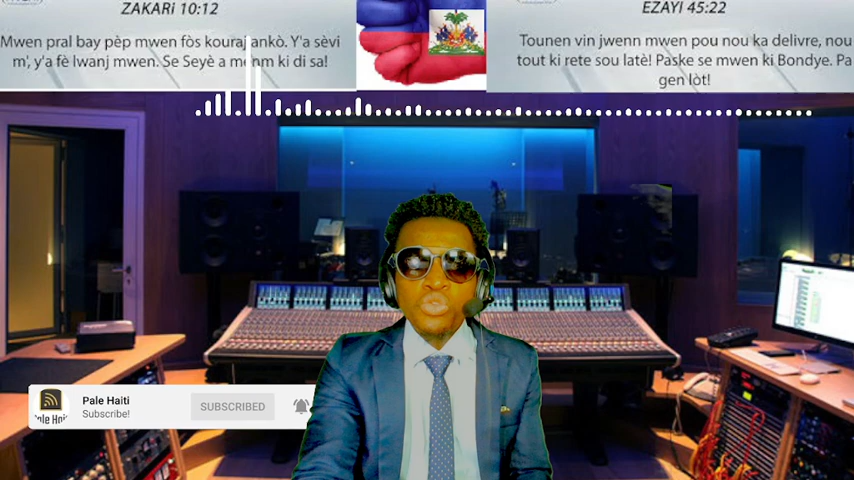 ZAKARi 10:12
Mwen pral bay pèp mwen fòs kouraj ankò. Y'a sèvi
m', y'a fè lwanj mwen. Se Seyè a menm ki di sa!
EZAYI 45:22
Tounen vin jwenn mwen pou nou ka delivre, nou
tout ki rete sou latè! Paske se mwen ki Bondye. Pa
gen lòt!
Pale Haiti
Subscribe!
SUBSCRIBED